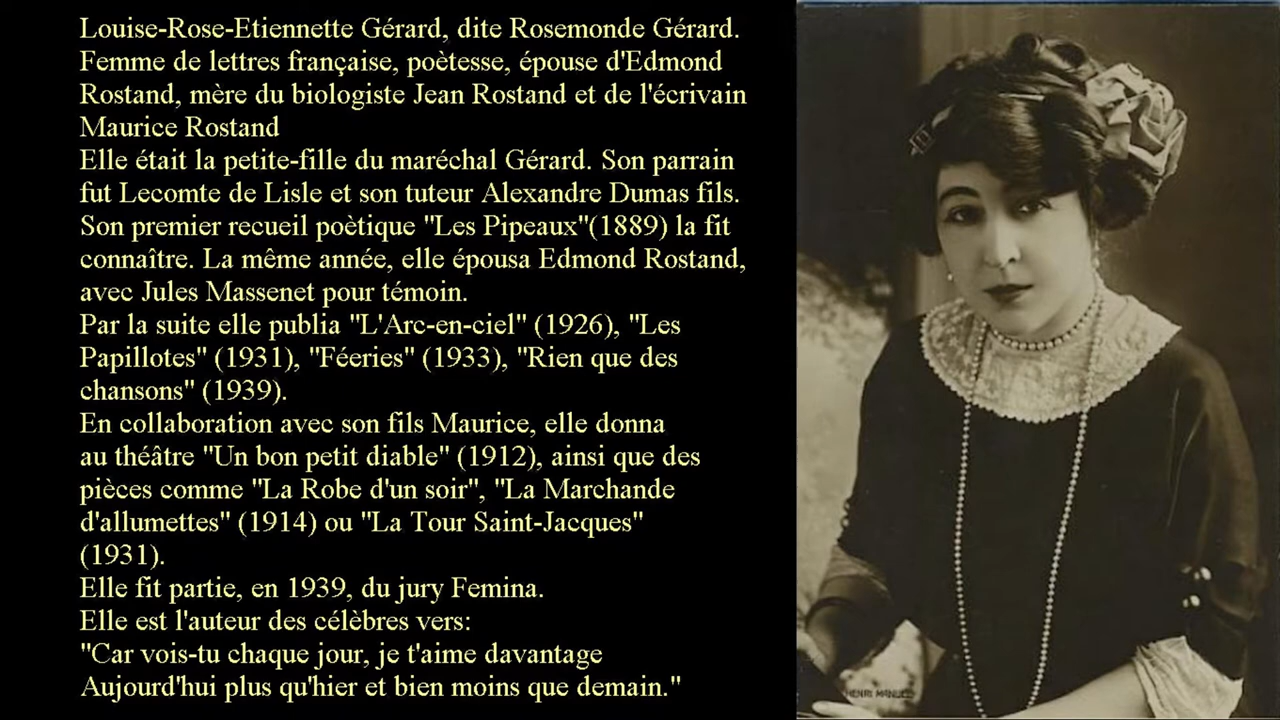 Louise-Rose-Etiennette Gérard, dite Rosemonde Gérard.
Femme de lettres française, poètesse, épouse d'Edmond
Rostand, mère du biologiste Jean Rostand et de l'écrivain
Maurice Rostand
Elle était la petite-fille du maréchal Gérard. Son parrain
fut Lecomte de Lisle et son tuteur Alexandre Dumas fils.
Son premier recueil poètique "Les Pipeaux"(1889) la fit
connaître. La même année, elle épousa Edmond Rostand,
avec Jules Massenet pour témoin.
Par la suite elle publia "L'Arc-en-ciel" (1926), "Les
Papillotes" (1931), "Féeries" (1933), "Rien que des
chansons" (1939).
En collaboration avec son fils Maurice, elle donna
au théâtre "Un bon petit diable" (1912), ainsi que des
pièces comme "La Robe d'un soir", "La Marchande
d'allumettes" (1914) ou "La Tour Saint-Jacques"
(1931).
Elle fit partie, en 1939, du jury Femina.
Elle est l'auteur des célèbres vers:
"Car vois-tu chaque jour, je t'aime davantage
Aujourd'hui plus qu'hier et bien moins que demain."
HENRI MANUEL